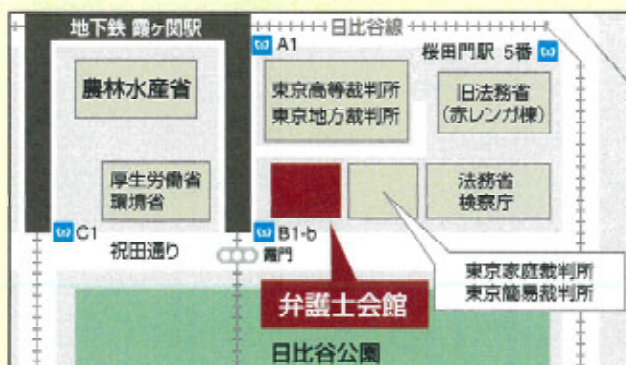 地下鉄 霞ヶ関駅
日比谷線
A1
桜田門駅 5番
農林水産省
東京高等裁判所
東京地方裁判所
旧法務省
(赤レンガ棟)
厚生労働省
環境省
法務省
検察庁
C1
B1-b
祝田通り
霞門
東京家庭裁判所
東京簡易裁判所
弁護士会館
日比谷公園